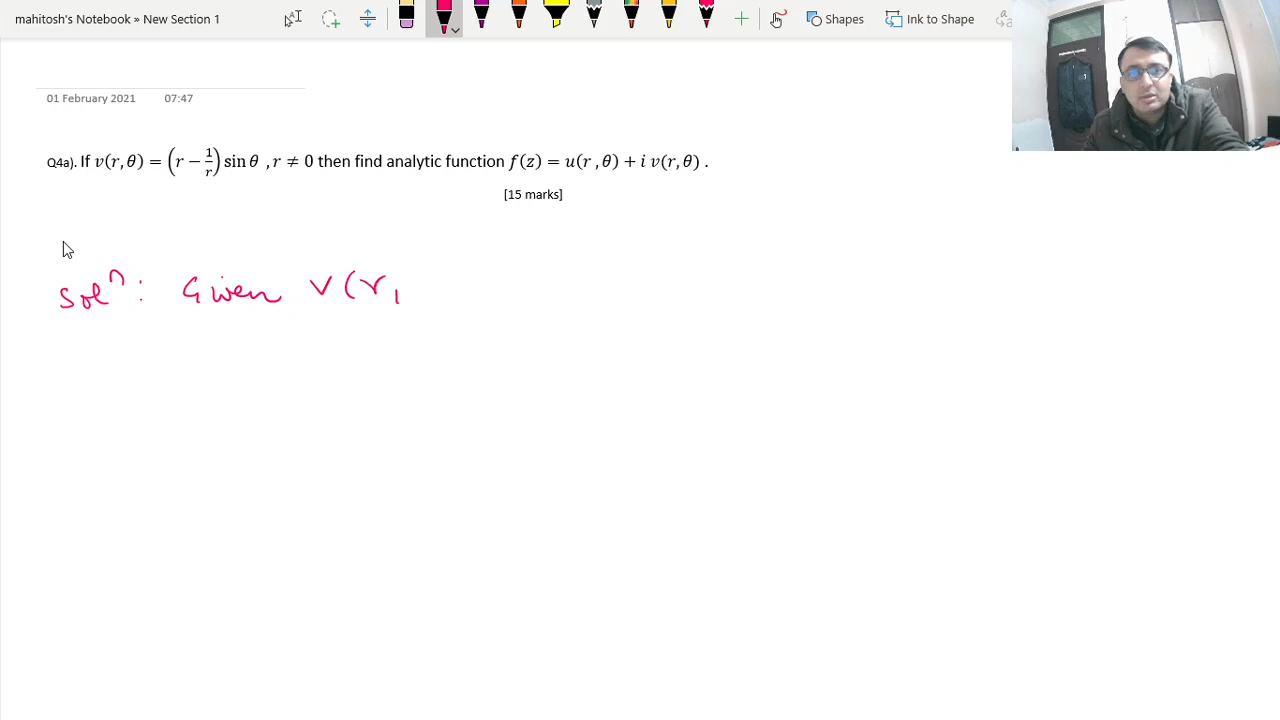 mahitosh's Notebook » New Section 1
Shapes
Ink to Shape
01 February 2021 07:47
Q4a). If v(r, θ) = (r − 1/r) sin θ , r ≠ 0 then find analytic function f(z) = u(r , θ) + i v(r, θ) .
[15 marks]
Solⁿ: Given v(r,